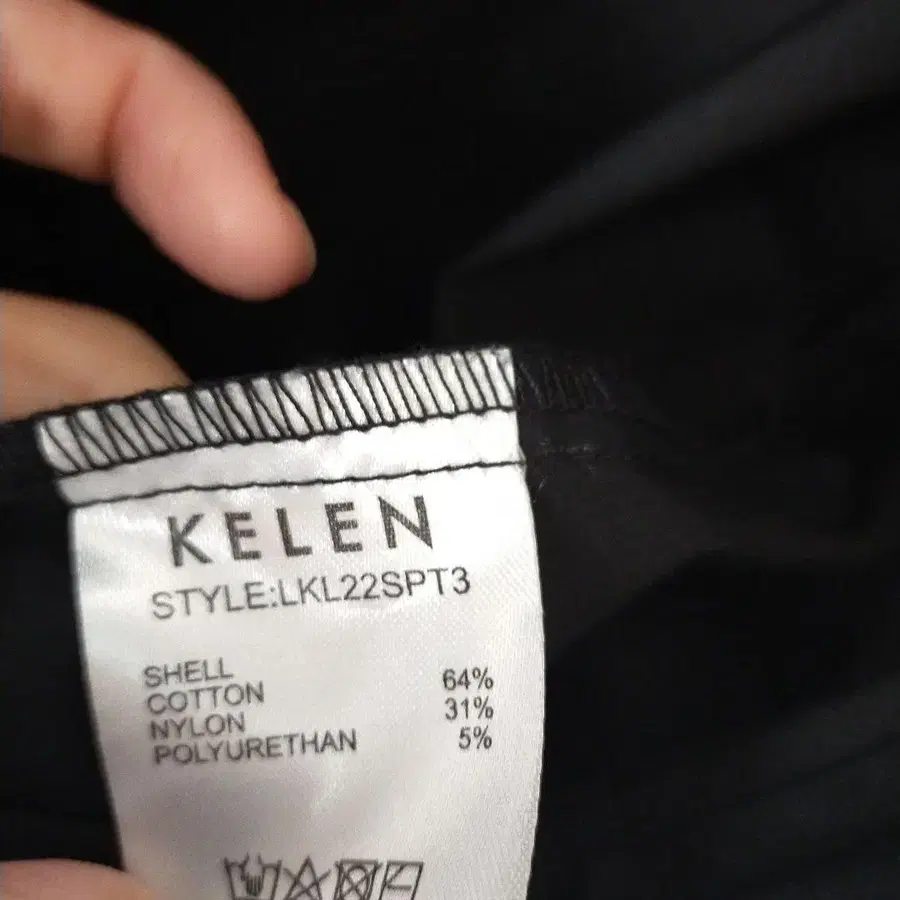 KELEN
STYLE:LKL22SPT3
SHELL
COTTON 64%
NYLON 31%
POLYURETHAN 5%